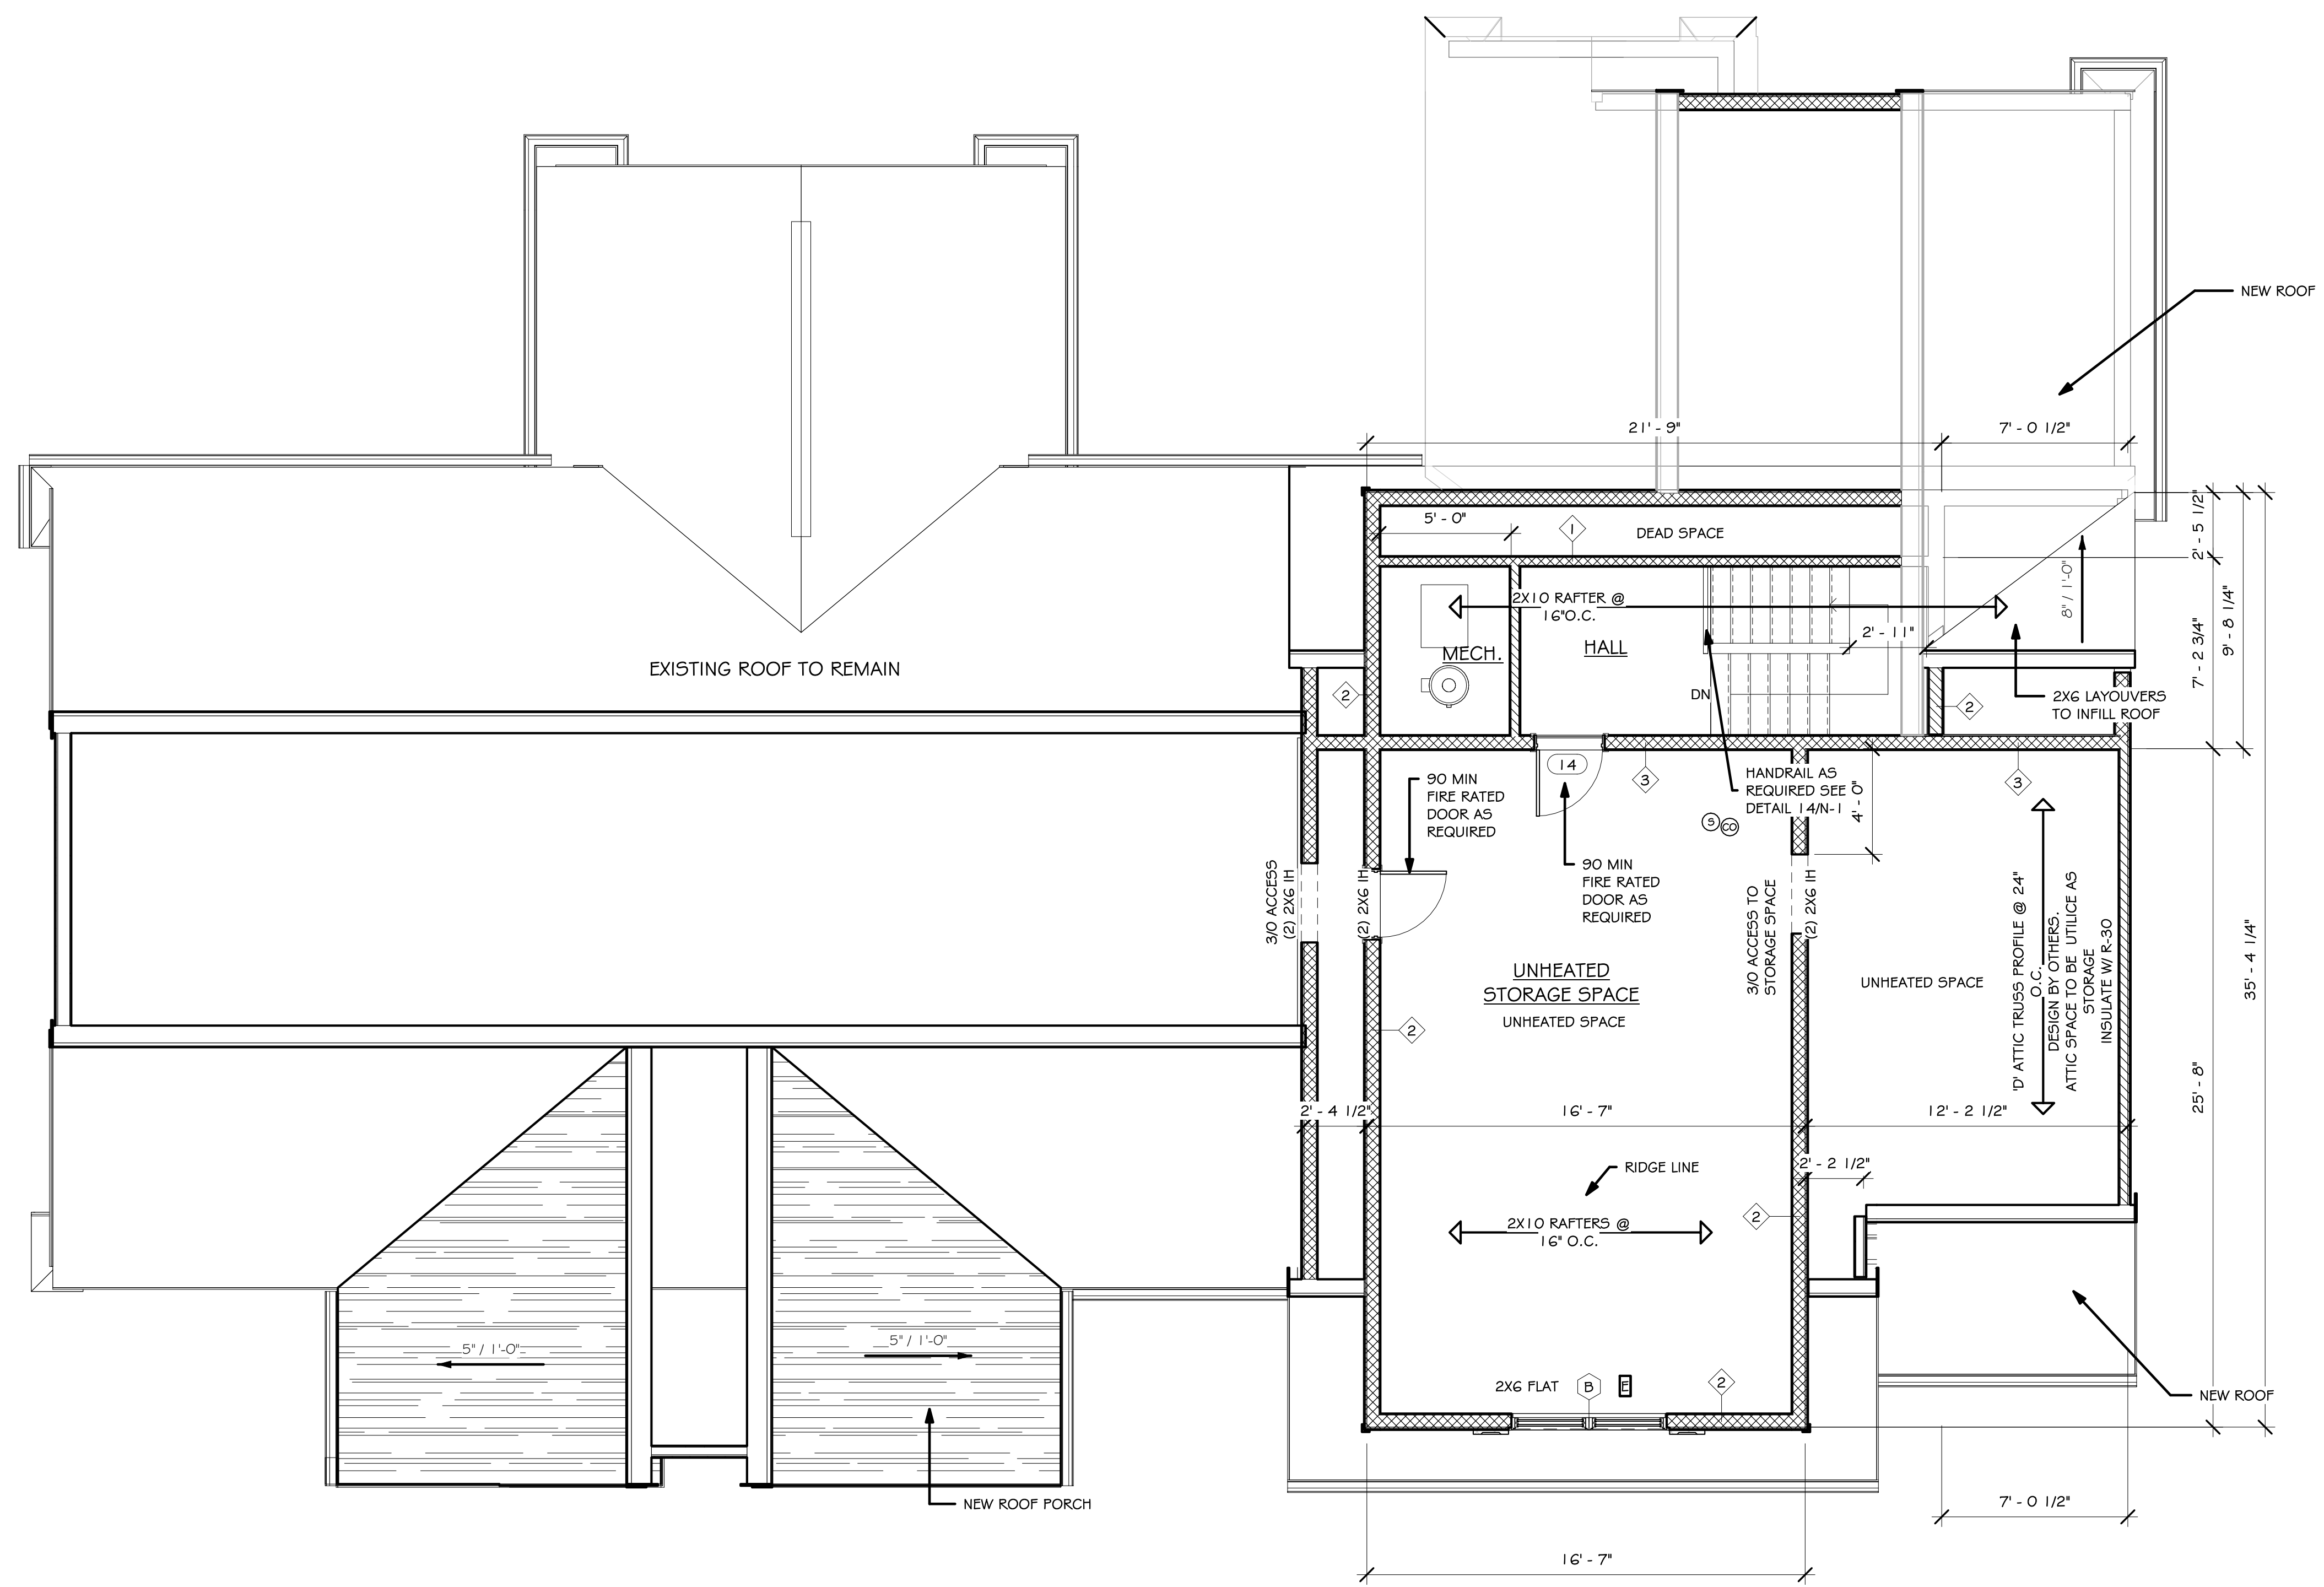 NEW ROOF
21' - 9"
7' - 0 1/2"
5' - 0"
1
DEAD SPACE
2' - 5 1/2"
8" / 1'-0"
2X10 RAFTER @
16"O.C.
2' - 11"
MECH.
HALL
7' - 2 3/4"
9' - 8 1/4"
EXISTING ROOF TO REMAIN
2
DN
2
2X6 LAYOUVERS
TO INFILL ROOF
14
3
3
90 MIN
FIRE RATED
DOOR AS
REQUIRED
HANDRAIL AS
REQUIRED SEE
DETAIL 14/N-1
4' - 0"
S
CO
90 MIN
FIRE RATED
DOOR AS
REQUIRED
3/0 ACCESS
(2) 2X6 IH
(2) 2X6 IH
3/0 ACCESS TO
STORAGE SPACE
(2) 2X6 IH
UNHEATED
STORAGE SPACE
UNHEATED SPACE
2
UNHEATED SPACE
'D' ATTIC TRUSS PROFILE @ 24"
O.C.
DESIGN BY OTHERS.
ATTIC SPACE TO BE UTILICE AS
STORAGE
INSULATE W/ R-30
35' - 4 1/4"
25' - 8"
2' - 4 1/2"
16' - 7"
12' - 2 1/2"
2' - 2 1/2"
RIDGE LINE
2
2X10 RAFTERS @
16" O.C.
5" / 1'-0"
5" / 1'-0"
2X6 FLAT
B
E
2
NEW ROOF
NEW ROOF PORCH
7' - 0 1/2"
16' - 7"